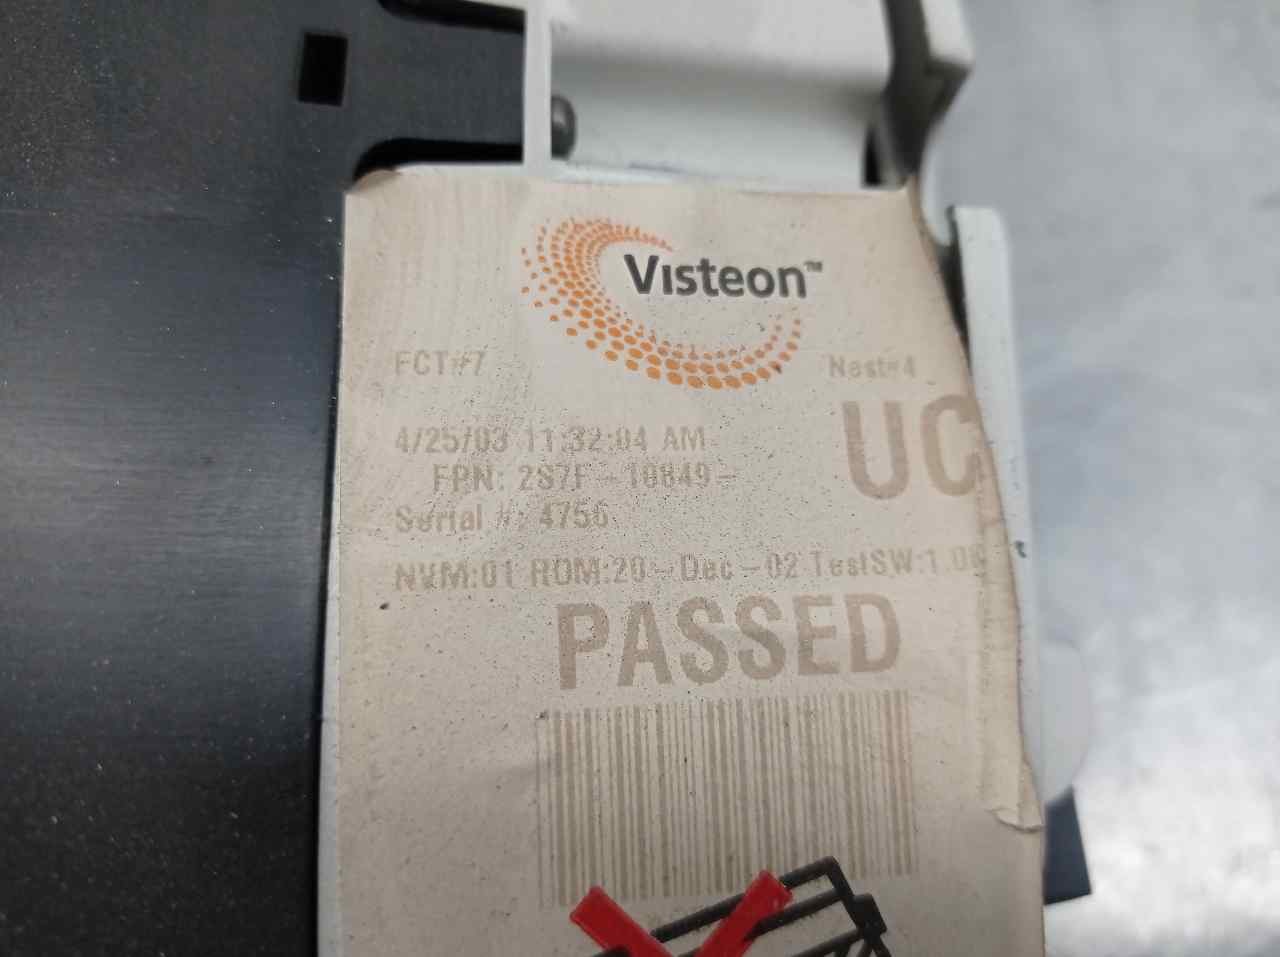 Visteon™
FCT#7 Nest#4
UC
4/25/03 11:32:04 AM
FPN: 2S7F-10849-
Serial #: 4756
NVM:01 ROM:20-Dec-02 TestSW:1.0
PASSED